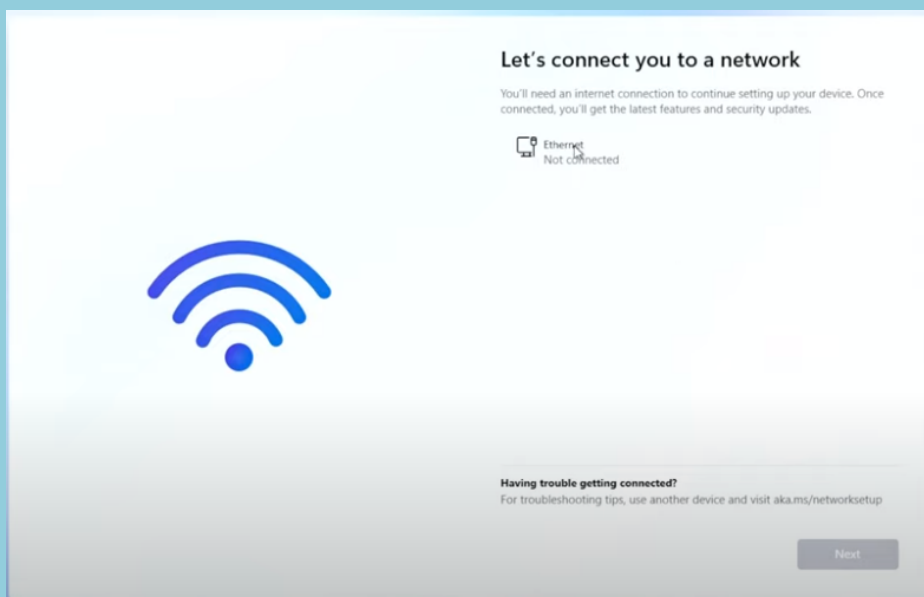 Let's connect you to a network
You'll need an internet connection to continue setting up your device. Once
connected, you'll get the latest features and security updates.
Ethernet
Not connected
Having trouble getting connected?
For troubleshooting tips, use another device and visit aka.ms/networksetup
Next